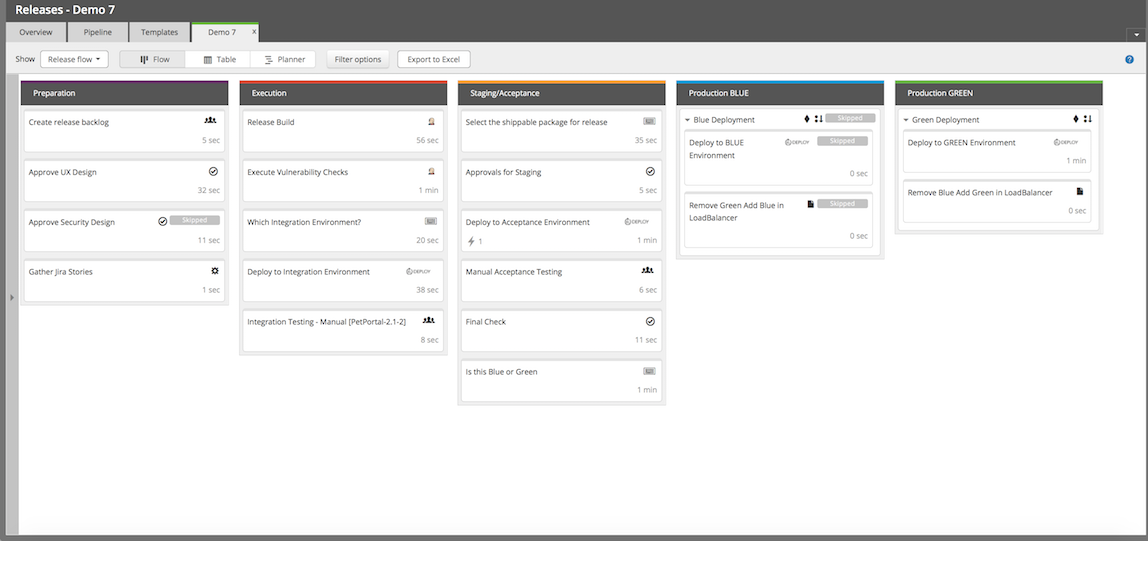 Releases - Demo 7
Overview
Pipeline
Templates
Demo 7
x
Show
Release flow
Flow
Table
Planner
Filter options
Export to Excel
?
Preparation
Create release backlog
5 sec
Approve UX Design
32 sec
Approve Security Design
Skipped
11 sec
Gather Jira Stories
1 sec
Execution
Release Build
56 sec
Execute Vulnerability Checks
1 min
Which Integration Environment?
20 sec
Deploy to Integration Environment
DEPLOY
38 sec
Integration Testing - Manual [PetPortal-2.1-2]
8 sec
Staging/Acceptance
Select the shippable package for release
35 sec
Approvals for Staging
5 sec
Deploy to Acceptance Environment
DEPLOY
1
1 min
Manual Acceptance Testing
6 sec
Final Check
11 sec
Is this Blue or Green
1 min
Production BLUE
Blue Deployment
Skipped
Deploy to BLUE
Environment
DEPLOY
Skipped
0 sec
Remove Green Add Blue in
LoadBalancer
Skipped
0 sec
Production GREEN
Green Deployment
Deploy to GREEN Environment
DEPLOY
1 min
Remove Blue Add Green in LoadBalancer
0 sec